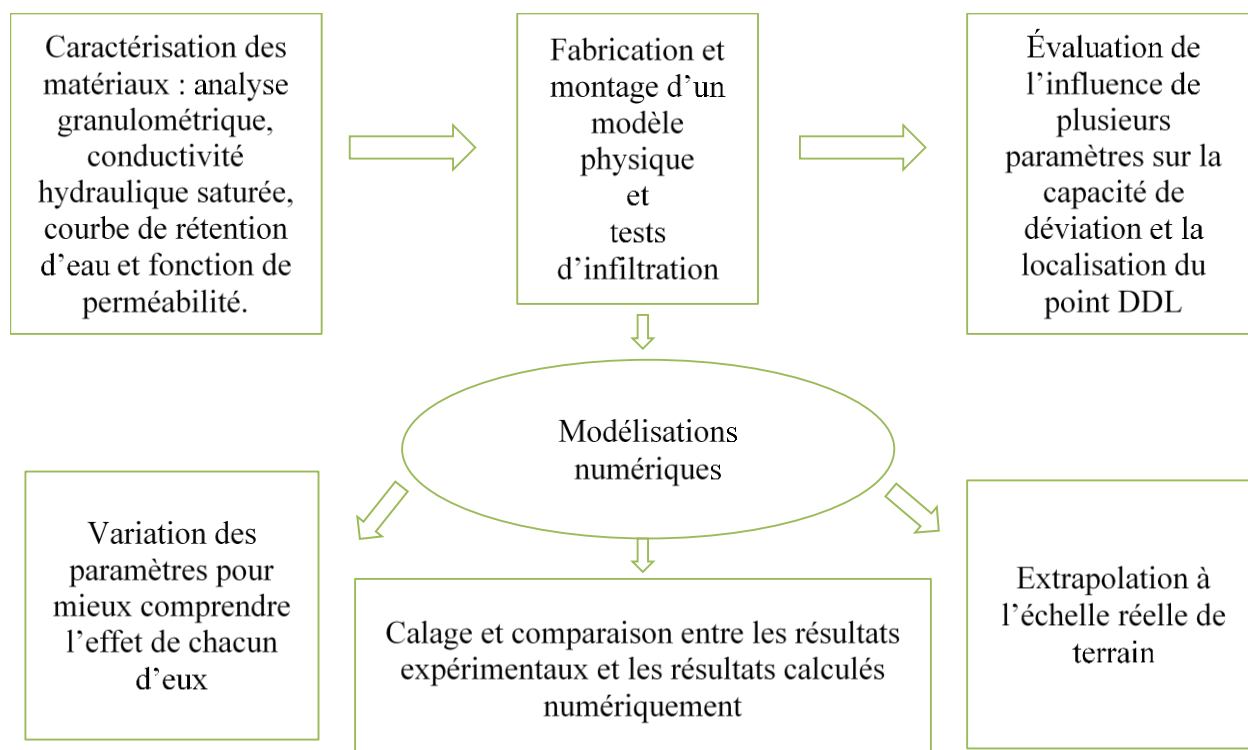 Caractérisation des
matériaux : analyse
granulométrique,
conductivité
hydraulique saturée,
courbe de rétention
d’eau et fonction de
perméabilité.
Fabrication et
montage d’un
modèle
physique
et
tests
d’infiltration
Évaluation de
l’influence de
plusieurs
paramètres sur la
capacité de
déviation et la
localisation du
point DDL
Modélisations
numériques
Variation des
paramètres pour
mieux comprendre
l’effet de chacun
d’eux
Calage et comparaison entre les résultats
expérimentaux et les résultats calculés
numériquement
Extrapolation à
l’échelle réelle de
terrain